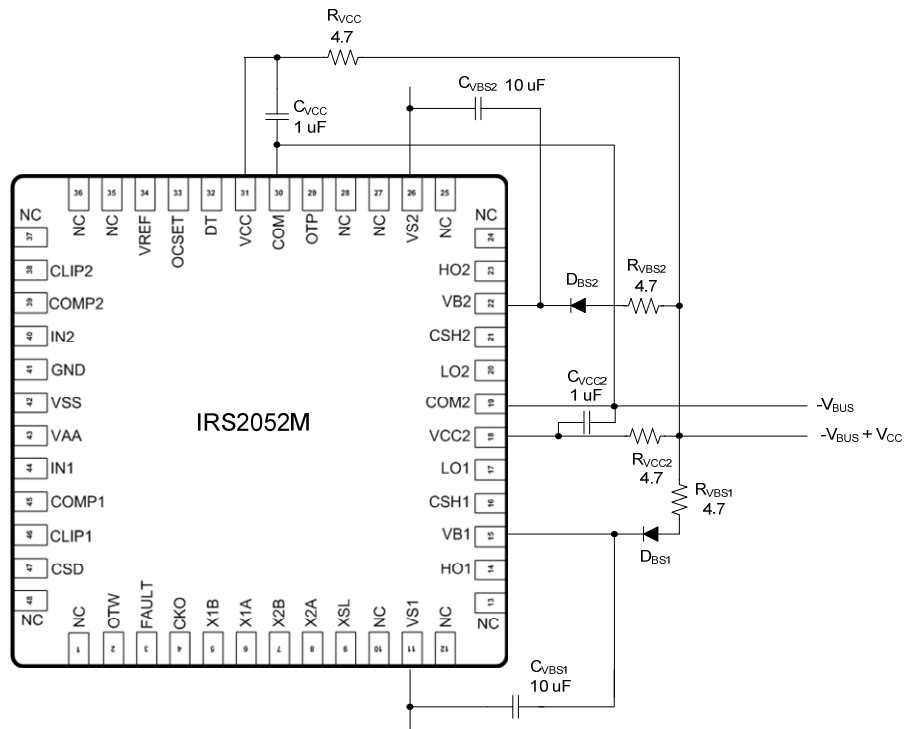 RVCC
4.7
CVBS2 10 uF
CVCC
1 uF
36 35 34 33 32 31 30 29 28 27 26 25
NC NC NC VREF OCSET DT VCC COM OTP NC NC VS2 NC NC
37 24
38 CLIP2 HO2 23
39 COMP2 VB2 22
DBS2
RVBS2
4.7
40 IN2 CSH2 21
41 GND LO2 20
CVCC2
1 uF
42 VSS COM2 19
-VBUS
IRS2052M
43 VAA VCC2 18
-VBUS + VCC
RVCC2
4.7
44 IN1 LO1 17
45 COMP1 CSH1 16
RVBS1
4.7
46 CLIP1 VB1 15
DBS1
47 CSD HO1 14
48 13
NC NC OTW FAULT CKO X1B X1A X2B X2A XSL NC VS1 NC NC
1 2 3 4 5 6 7 8 9 10 11 12
CVBS1
10 uF